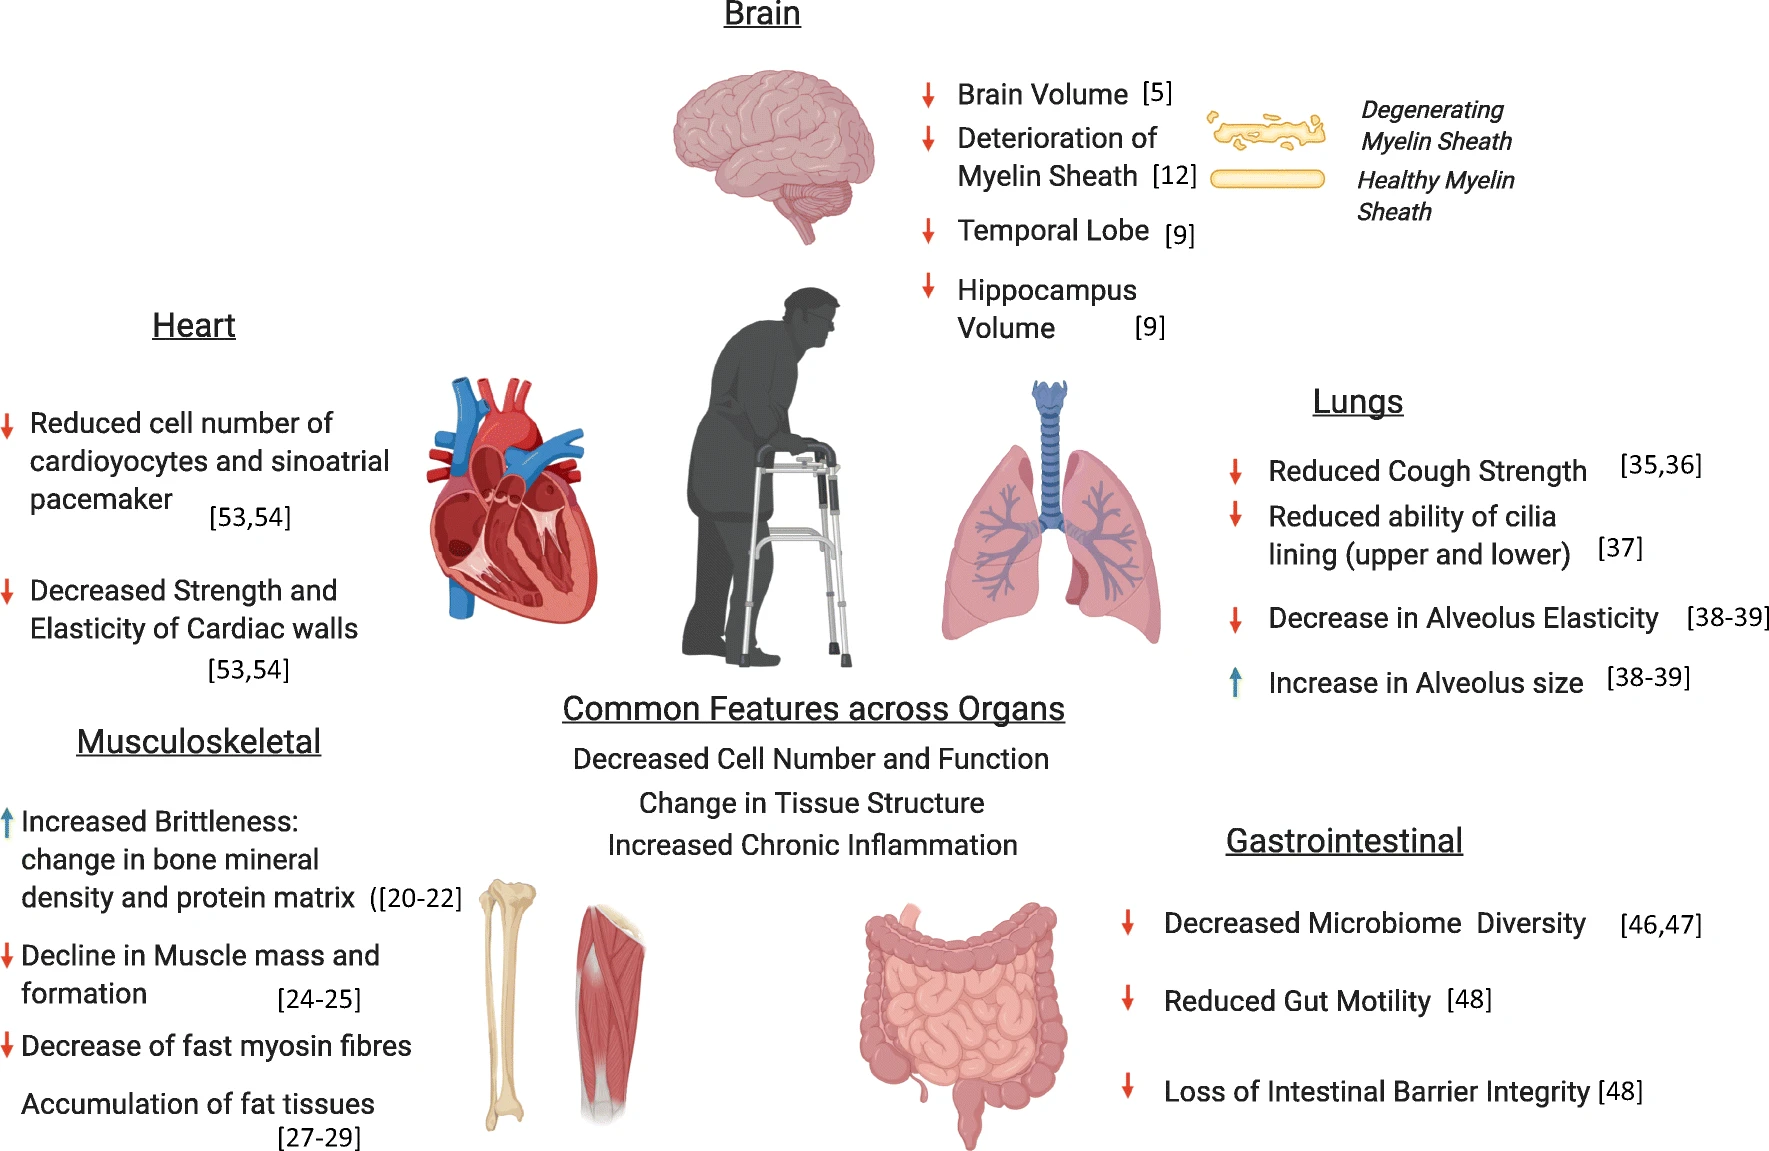 Brain
Brain Volume [5]
Deterioration of
Myelin Sheath [12]
Temporal Lobe [9]
Hippocampus
Volume [9]
Degenerating
Myelin Sheath
Healthy Myelin
Sheath
Heart
Reduced cell number of
cardioyocytes and sinoatrial
pacemaker
[53,54]
Decreased Strength and
Elasticity of Cardiac walls
[53,54]
Lungs
Reduced Cough Strength [35,36]
Reduced ability of cilia
lining (upper and lower) [37]
Decrease in Alveolus Elasticity [38-39]
Increase in Alveolus size [38-39]
Common Features across Organs
Decreased Cell Number and Function
Change in Tissue Structure
Increased Chronic Inflammation
Musculoskeletal
Increased Brittleness:
change in bone mineral
density and protein matrix ([20-22]
Decline in Muscle mass and
formation [24-25]
Decrease of fast myosin fibres
Accumulation of fat tissues
[27-29]
Gastrointestinal
Decreased Microbiome Diversity [46,47]
Reduced Gut Motility [48]
Loss of Intestinal Barrier Integrity [48]